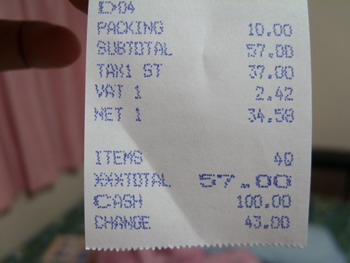 D04
PACKING 10.00
SUBTOTAL 57.00
TAX1 ST 37.00
VAT 1 2.42
NET 1 34.58
ITEMS 40
XXXTOTAL 57.00
CASH 100.00
CHANGE 43.00